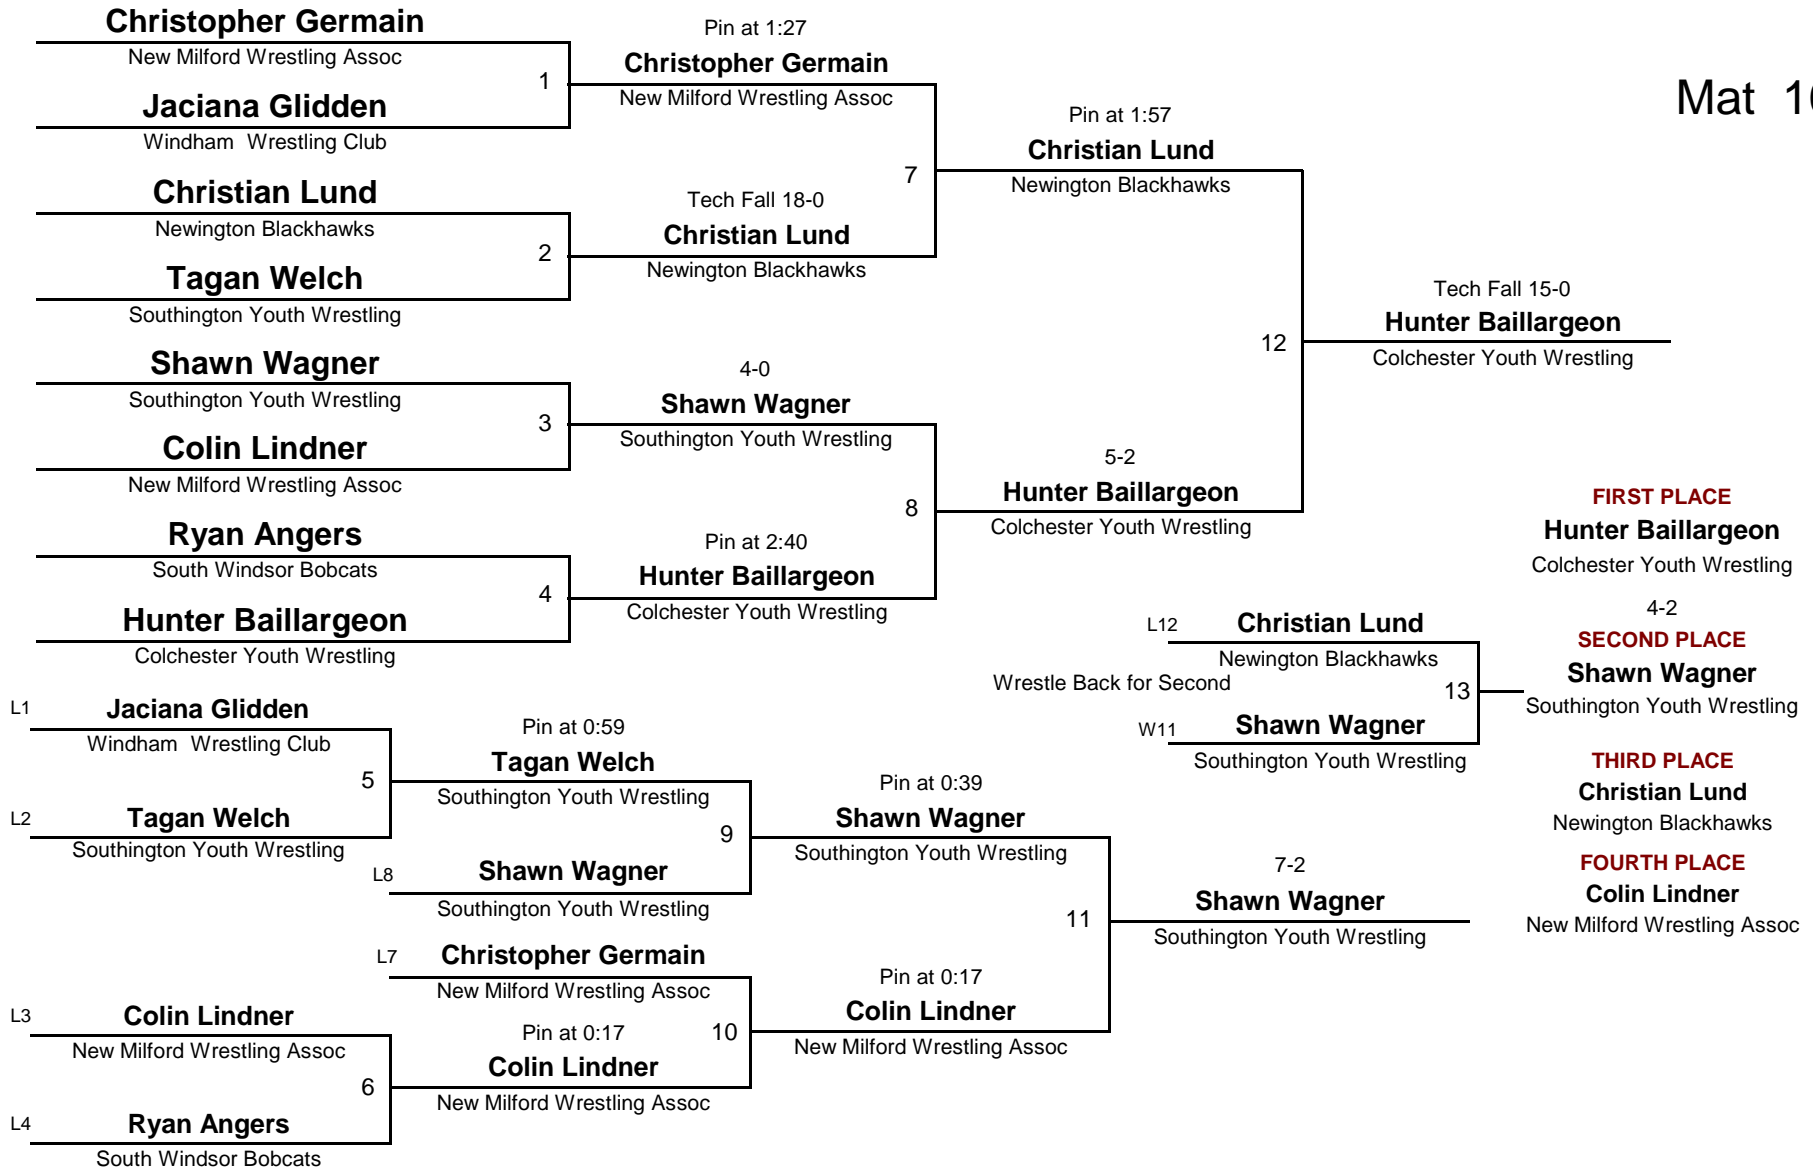 Christopher Germain
New Milford Wrestling Assoc
1
Jaciana Glidden
Windham Wrestling Club
Christian Lund
Newington Blackhawks
2
Tagan Welch
Southington Youth Wrestling
Shawn Wagner
Southington Youth Wrestling
3
Colin Lindner
New Milford Wrestling Assoc
Ryan Angers
South Windsor Bobcats
4
Hunter Baillargeon
Colchester Youth Wrestling
Pin at 1:27
Christopher Germain
New Milford Wrestling Assoc
7
Tech Fall 18-0
Christian Lund
Newington Blackhawks
4-0
Shawn Wagner
Southington Youth Wrestling
8
Pin at 2:40
Hunter Baillargeon
Colchester Youth Wrestling
Pin at 1:57
Christian Lund
Newington Blackhawks
12
5-2
Hunter Baillargeon
Colchester Youth Wrestling
Mat
Tech Fall 15-0
Hunter Baillargeon
Colchester Youth Wrestling
L1 Jaciana Glidden
Windham Wrestling Club
5
L2 Tagan Welch
Southington Youth Wrestling
L3 Colin Lindner
New Milford Wrestling Assoc
6
L4 Ryan Angers
South Windsor Bobcats
Pin at 0:59
Tagan Welch
Southington Youth Wrestling
9
L8 Shawn Wagner
Southington Youth Wrestling
L7 Christopher Germain
New Milford Wrestling Assoc
10
Pin at 0:17
Colin Lindner
New Milford Wrestling Assoc
Pin at 0:39
Shawn Wagner
Southington Youth Wrestling
11
Pin at 0:17
Colin Lindner
New Milford Wrestling Assoc
7-2
Shawn Wagner
Southington Youth Wrestling
L12 Christian Lund
Newington Blackhawks
Wrestle Back for Second
13
W11 Shawn Wagner
Southington Youth Wrestling
FIRST PLACE
Hunter Baillargeon
Colchester Youth Wrestling
4-2
SECOND PLACE
Shawn Wagner
Southington Youth Wrestling
THIRD PLACE
Christian Lund
Newington Blackhawks
FOURTH PLACE
Colin Lindner
New Milford Wrestling Assoc